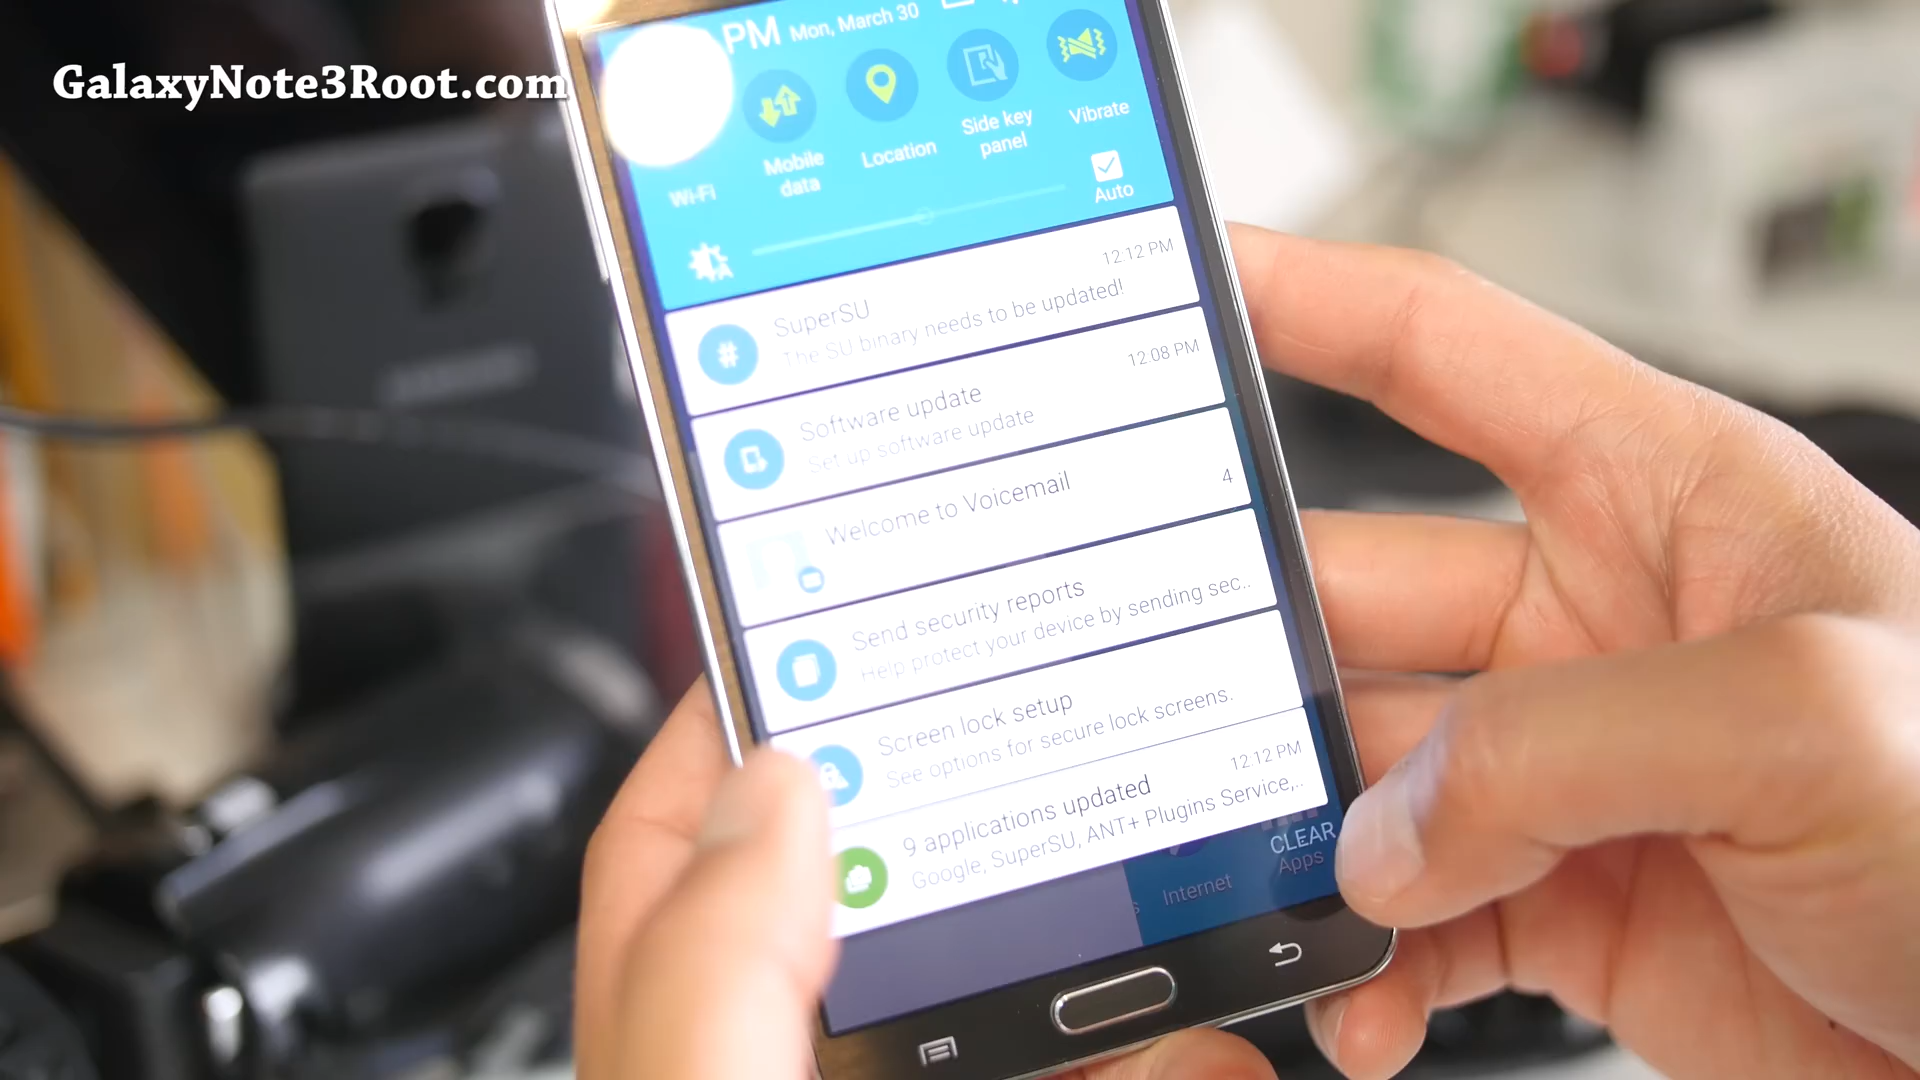 GalaxyNote3Root.com
PM Mon, March 30
Wi-Fi
Mobile
data
Location
Side key
panel
Vibrate
Auto
A
SuperSU
12:12 PM
The SU binary needs to be updated!
Software update
12:08 PM
Set up software update
Welcome to Voicemail
4
Send security reports
Help protect your device by sending sec..
Screen lock setup
See options for secure lock screens.
9 applications updated
12:12 PM
Google, SuperSU, ANT+ Plugins Service,..
CLEAR
s
Internet
Apps